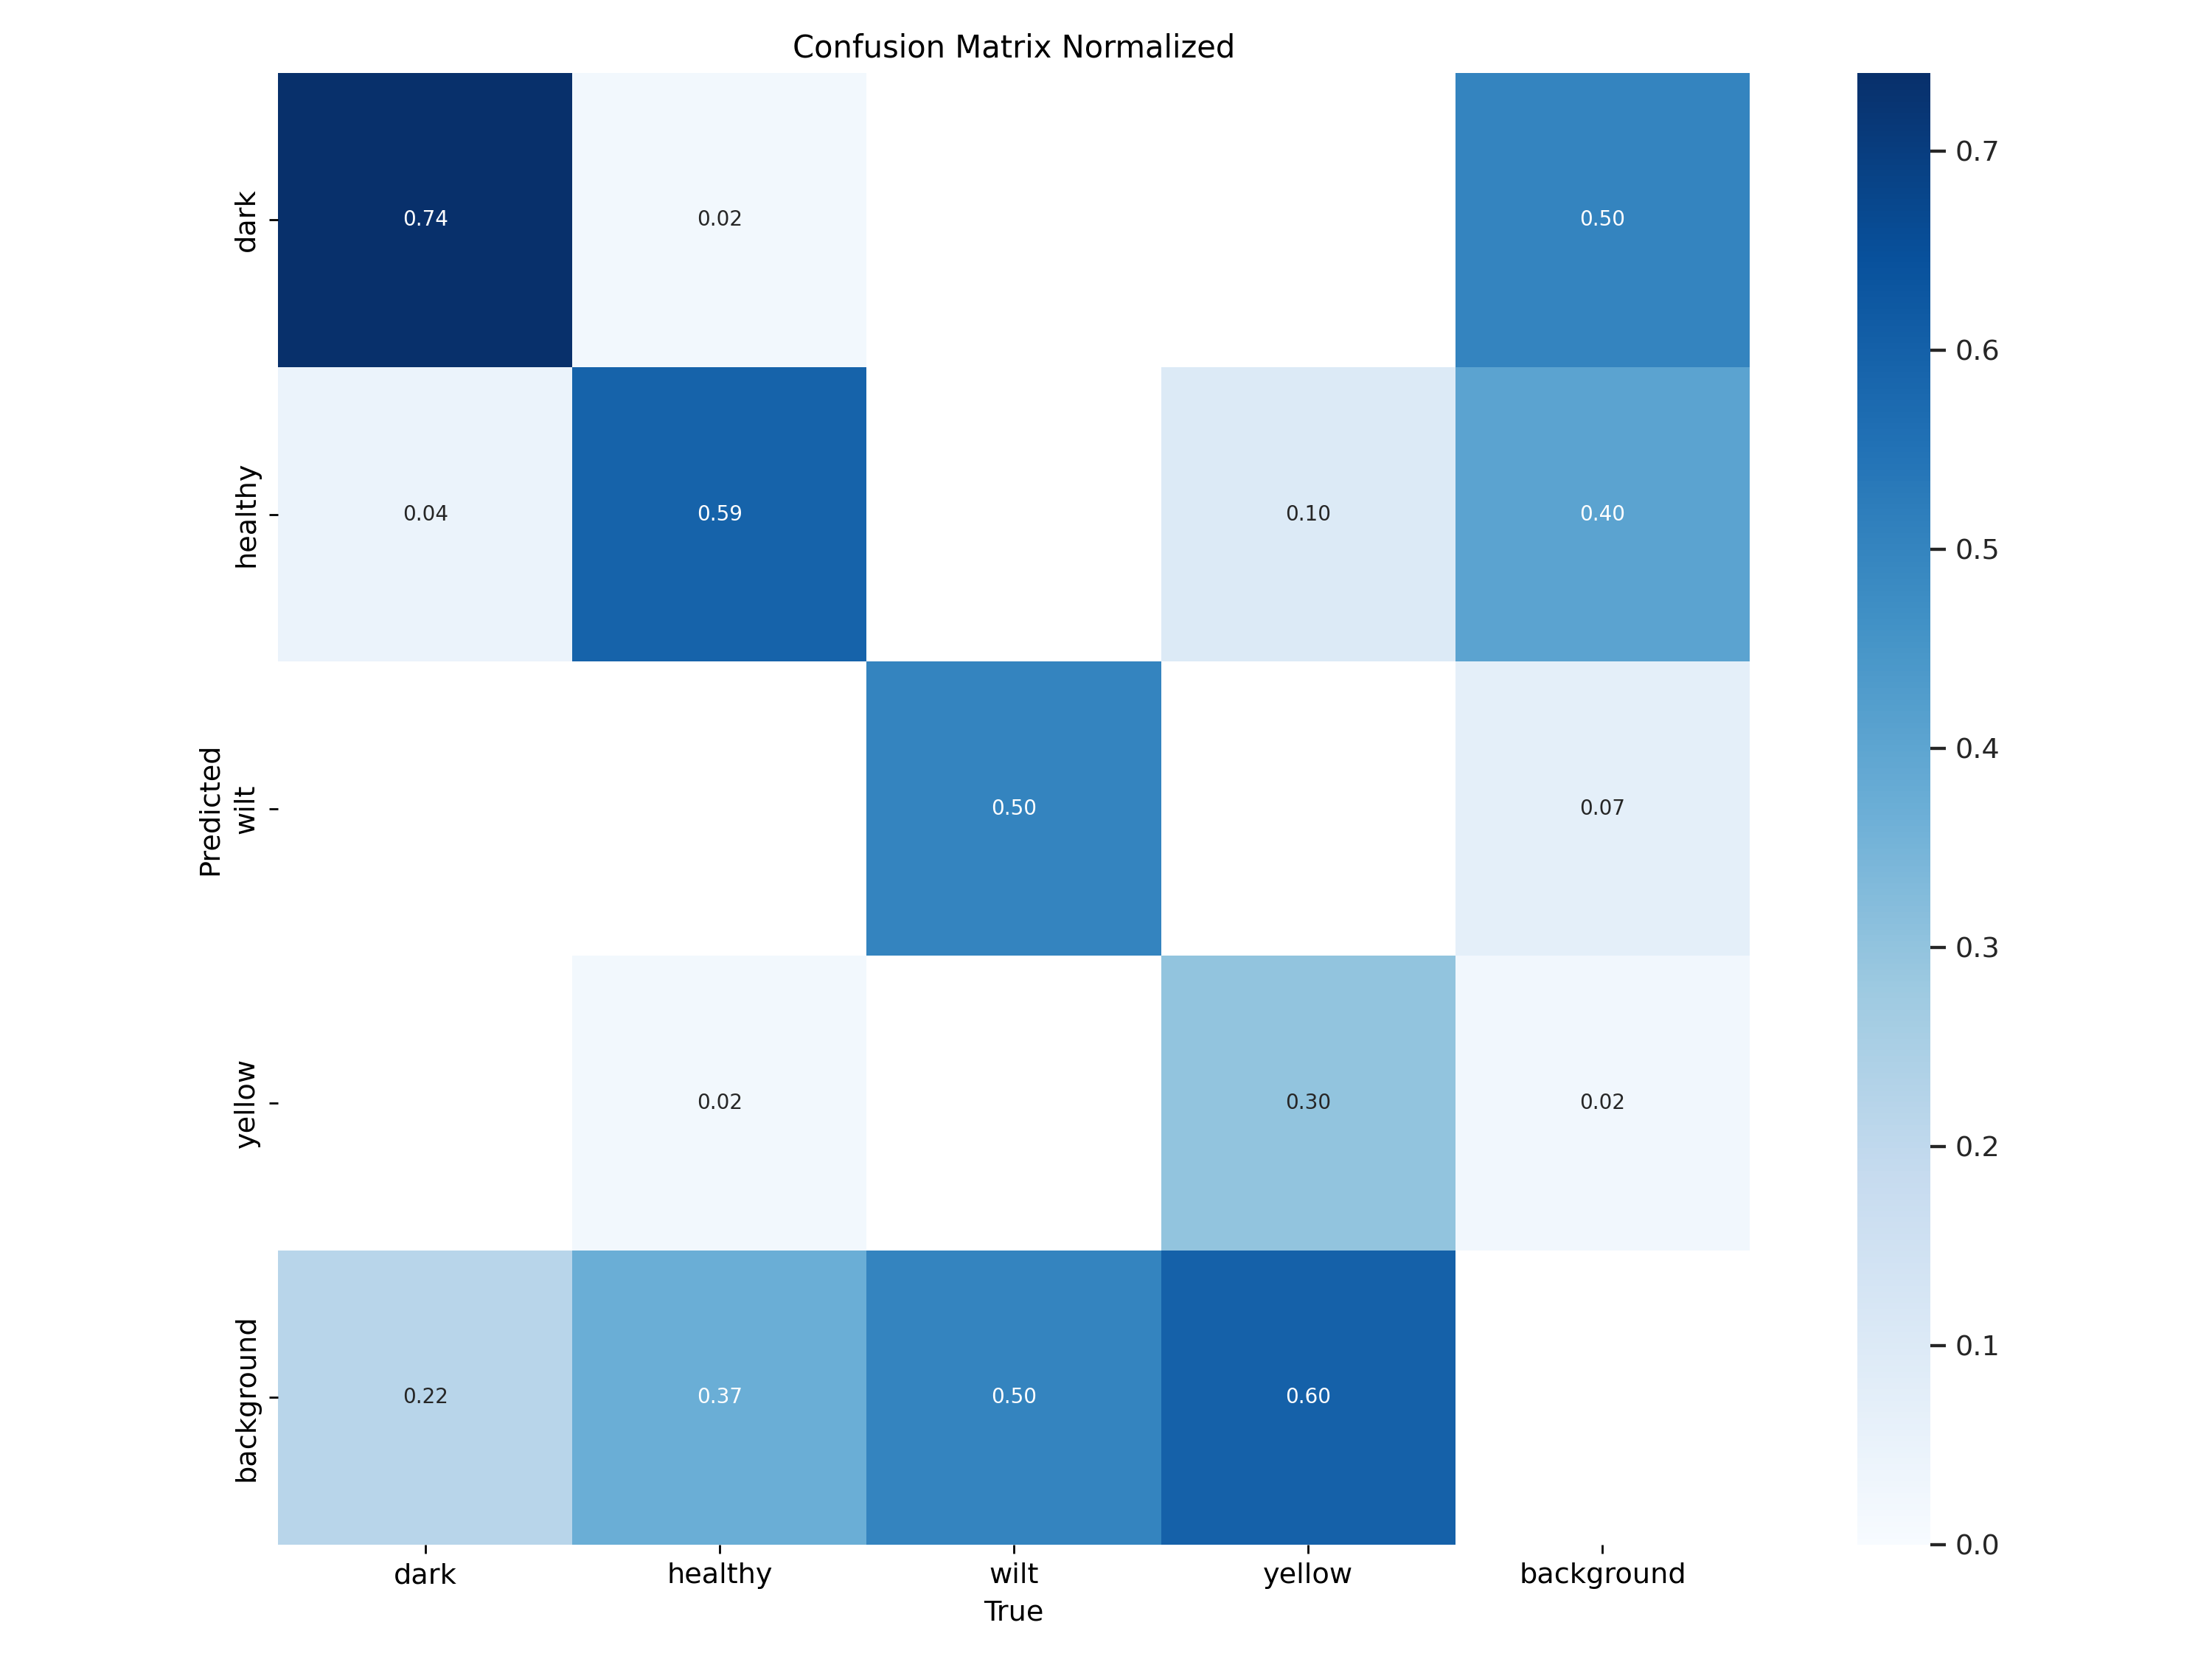 Confusion Matrix Normalized
dark
0.74
0.02
0.50
healthy
0.04
0.59
0.10
0.40
Predicted
wilt
0.50
0.07
yellow
0.02
0.30
0.02
background
0.22
0.37
0.50
0.60
dark
healthy
wilt
yellow
background
True
0.7
0.6
0.5
0.4
0.3
0.2
0.1
0.0